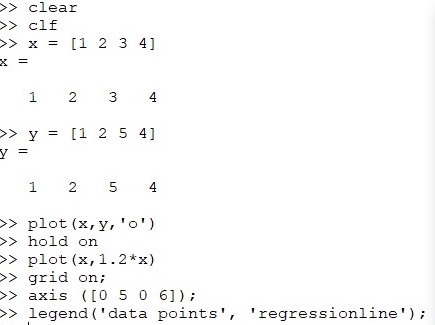 >> clear
>> clf
>> x = [1 2 3 4]
x =
1 2 3 4
>> y = [1 2 5 4]
y =
1 2 5 4
>> plot(x,y,'o')
>> hold on
>> plot(x,1.2*x)
>> grid on;
>> axis ([0 5 0 6]);
>> legend('data points', 'regressionline');